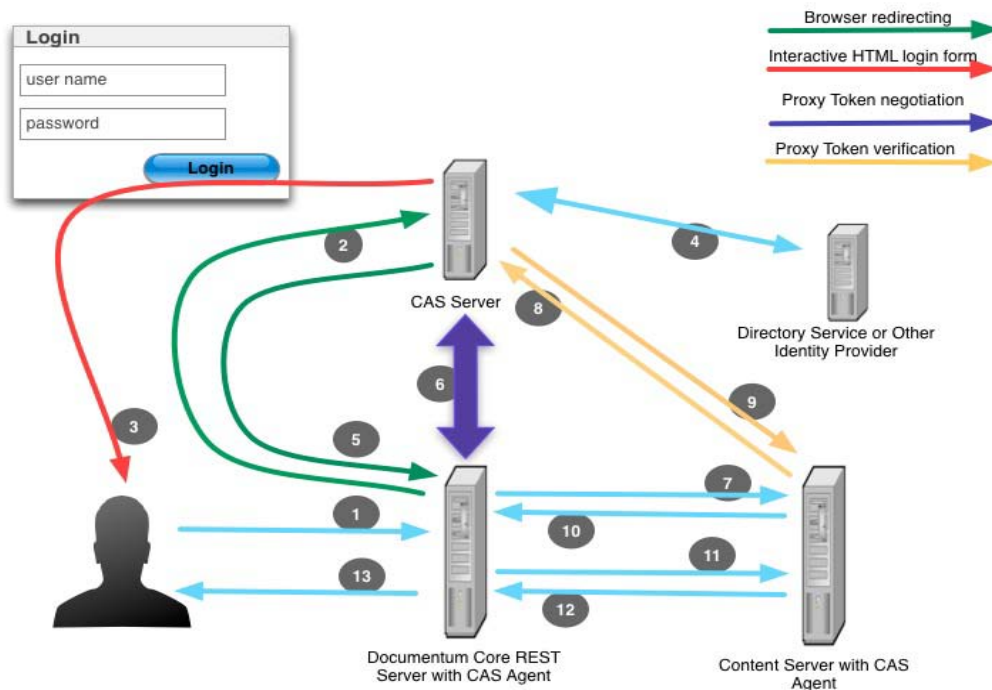 Login
user name
password
Login
Browser redirecting
Interactive HTML login form
Proxy Token negotiation
Proxy Token verification
2
4
CAS Server
8
Directory Service or Other
Identity Provider
6
9
3
5
7
1
10
11
13
12
Documentum Core REST
Server with CAS Agent
Content Server with CAS
Agent